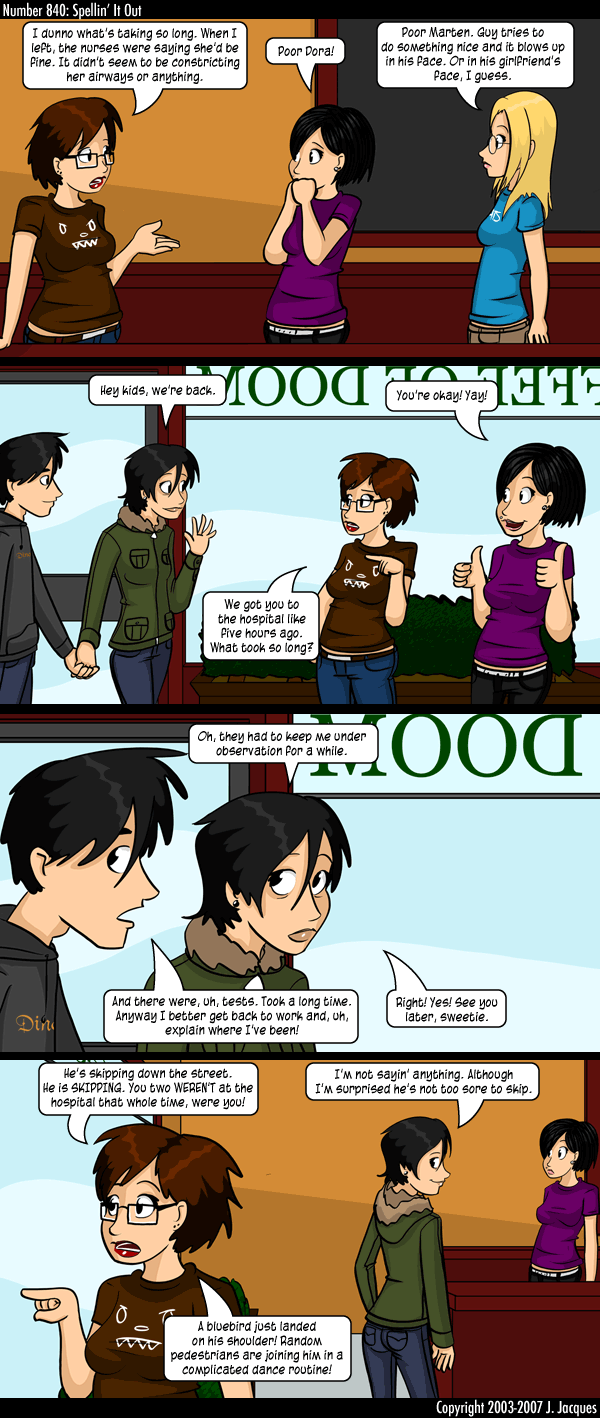 Number 840: Spellin' It Out
I dunno what's taking so long. When I
left, the nurses were saying she'd be
fine. It didn't seem to be constricting
her airways or anything.
Poor Dora!
Poor Marten. Guy tries to
do something nice and it blows up
in his face. Or in his girlfriend's
face, I guess.
Hey kids, we're back.
You're okay! Yay!
FFEE OF DOOM
We got you to
the hospital like
five hours ago.
What took so long?
Oh, they had to keep me under
observation for a while.
DOOM
And there were, uh, tests. Took a long time.
Anyway I better get back to work and, uh,
explain where I've been!
Right! Yes! See you
later, sweetie.
Dino
He's skipping down the street.
He is SKIPPING. You two WEREN'T at the
hospital that whole time, were you!
I'm not sayin' anything. Although
I'm surprised he's not too sore to skip.
A bluebird just landed
on his shoulder! Random
pedestrians are joining him in a
complicated dance routine!
Copyright 2003-2007 J. Jacques